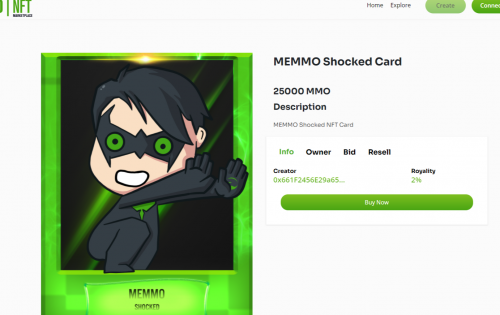 NFT
MARKETPLACE
Home
Explore
Create
Connec
MEMMO Shocked Card
25000 MMO
Description
MEMMO Shocked NFT Card
Info
Owner
Bid
Resell
Creator
Royality
0x661F2456E29a65...
2%
Buy Now
MEMMO
SHOCKED